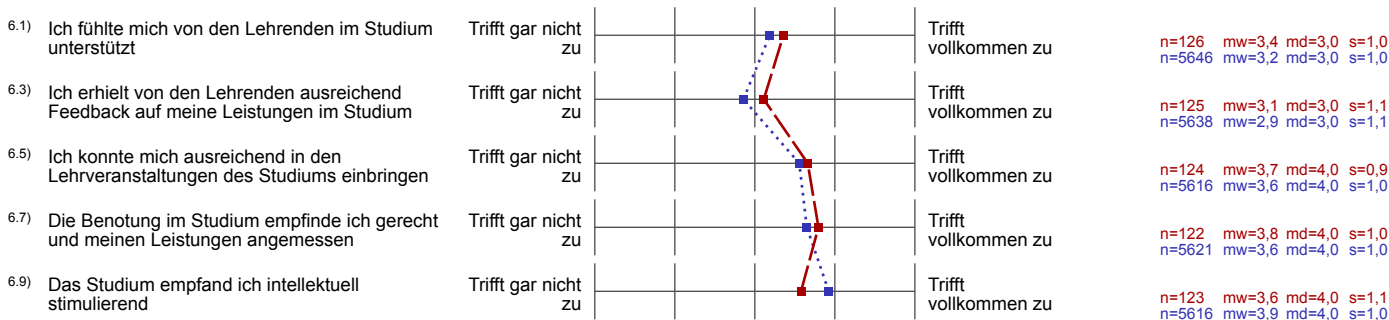 6.1) Ich fühlte mich von den Lehrenden im Studium unterstützt
Trifft gar nicht zu
Trifft vollkommen zu
n=126 mw=3,4 md=3,0 s=1,0
n=5646 mw=3,2 md=3,0 s=1,0
6.3) Ich erhielt von den Lehrenden ausreichend Feedback auf meine Leistungen im Studium
Trifft gar nicht zu
Trifft vollkommen zu
n=125 mw=3,1 md=3,0 s=1,1
n=5638 mw=2,9 md=3,0 s=1,1
6.5) Ich konnte mich ausreichend in den Lehrveranstaltungen des Studiums einbringen
Trifft gar nicht zu
Trifft vollkommen zu
n=124 mw=3,7 md=4,0 s=0,9
n=5616 mw=3,6 md=4,0 s=1,0
6.7) Die Benotung im Studium empfinde ich gerecht und meinen Leistungen angemessen
Trifft gar nicht zu
Trifft vollkommen zu
n=122 mw=3,8 md=4,0 s=1,0
n=5621 mw=3,6 md=4,0 s=1,0
6.9) Das Studium empfand ich intellektuell stimulierend
Trifft gar nicht zu
Trifft vollkommen zu
n=123 mw=3,6 md=4,0 s=1,1
n=5616 mw=3,9 md=4,0 s=1,0